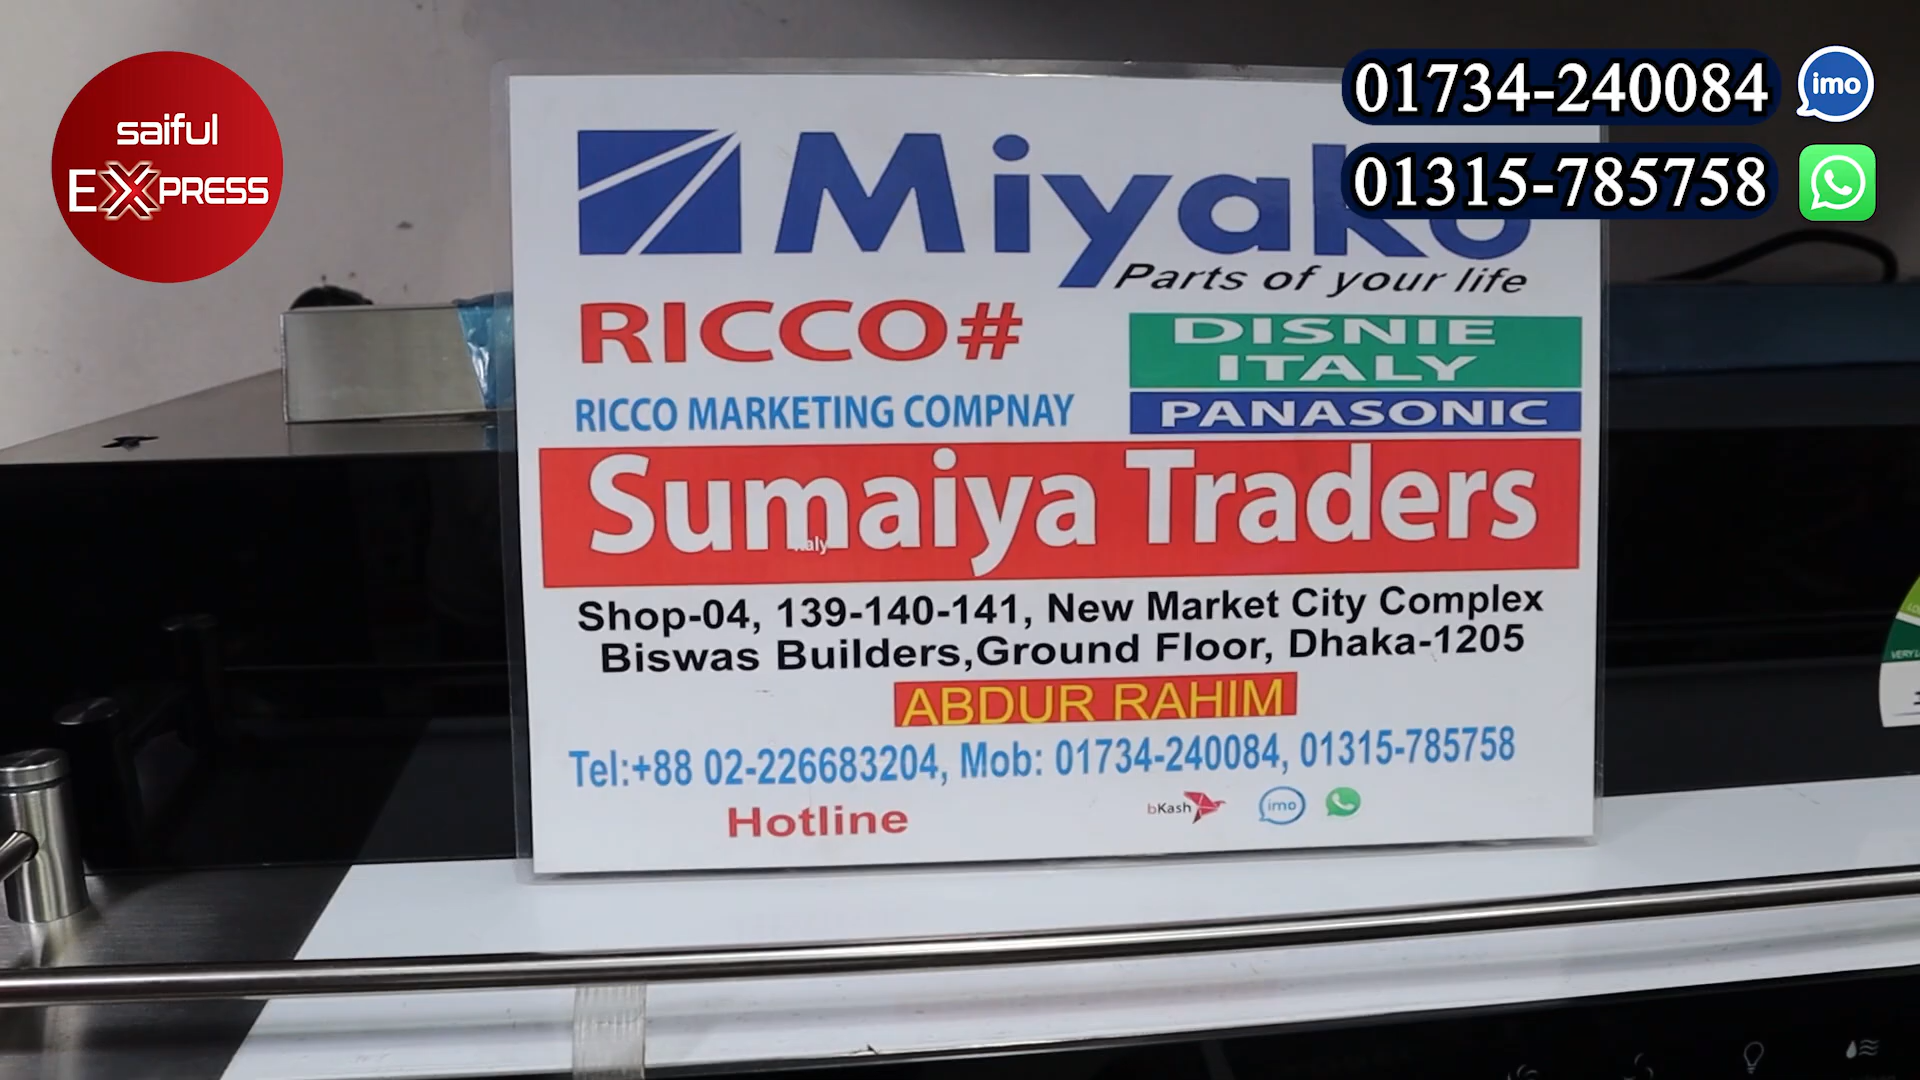 saiful
EXPRESS
01734-240084
imo
01315-785758
Miyako
Parts of your life
RICCO#
DISNIE
ITALY
RICCO MARKETING COMPNAY
PANASONIC
Sumaiya Traders
Shop-04, 139-140-141, New Market City Complex
Biswas Builders,Ground Floor, Dhaka-1205
ABDUR RAHIM
Tel:+88 02-226683204, Mob: 01734-240084, 01315-785758
Hotline
bKash
imo